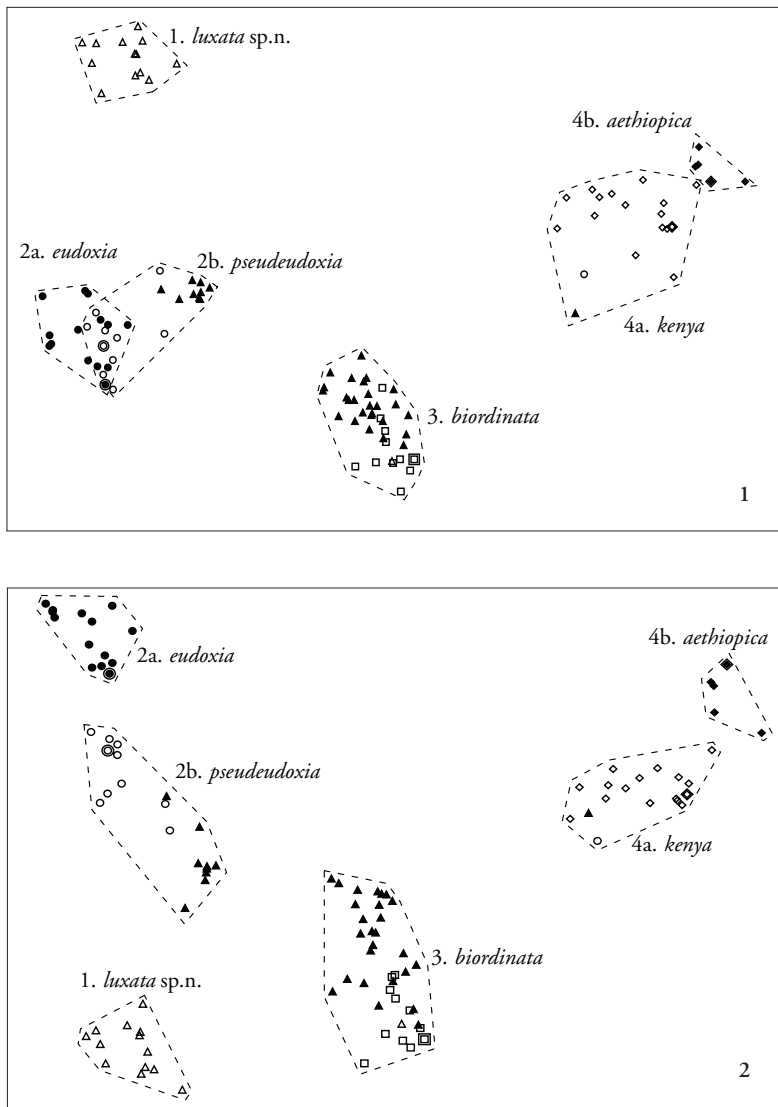 1. luxata sp.n.
4b. aethiopica
2a. eudoxia
2b. pseudeudoxia
4a. kenya
3. biordinata
1
2a. eudoxia
4b. aethiopica
2b. pseudeudoxia
4a. kenya
3. biordinata
1. luxata sp.n.
2